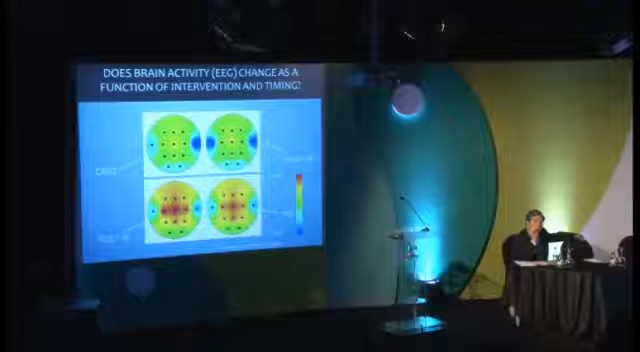 DOES BRAIN ACTIVITY (EEG) CHANGE AS A
FUNCTION OF INTERVENTION AND TIMING?